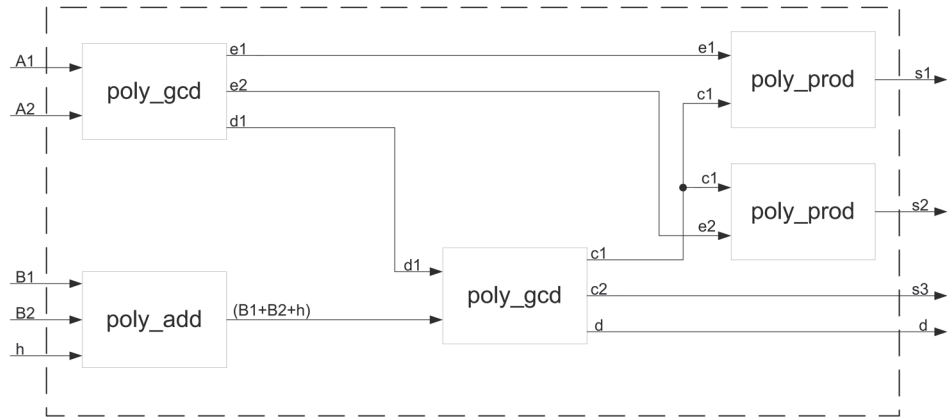 e1
e1
A1
poly_gcd
e2
c1
poly_prod
s1
A2
d1
c1
poly_prod
s2
e2
B1
d1
c1
poly_gcd
c2
s3
B2
poly_add
(B1+B2+h)
d
d
h